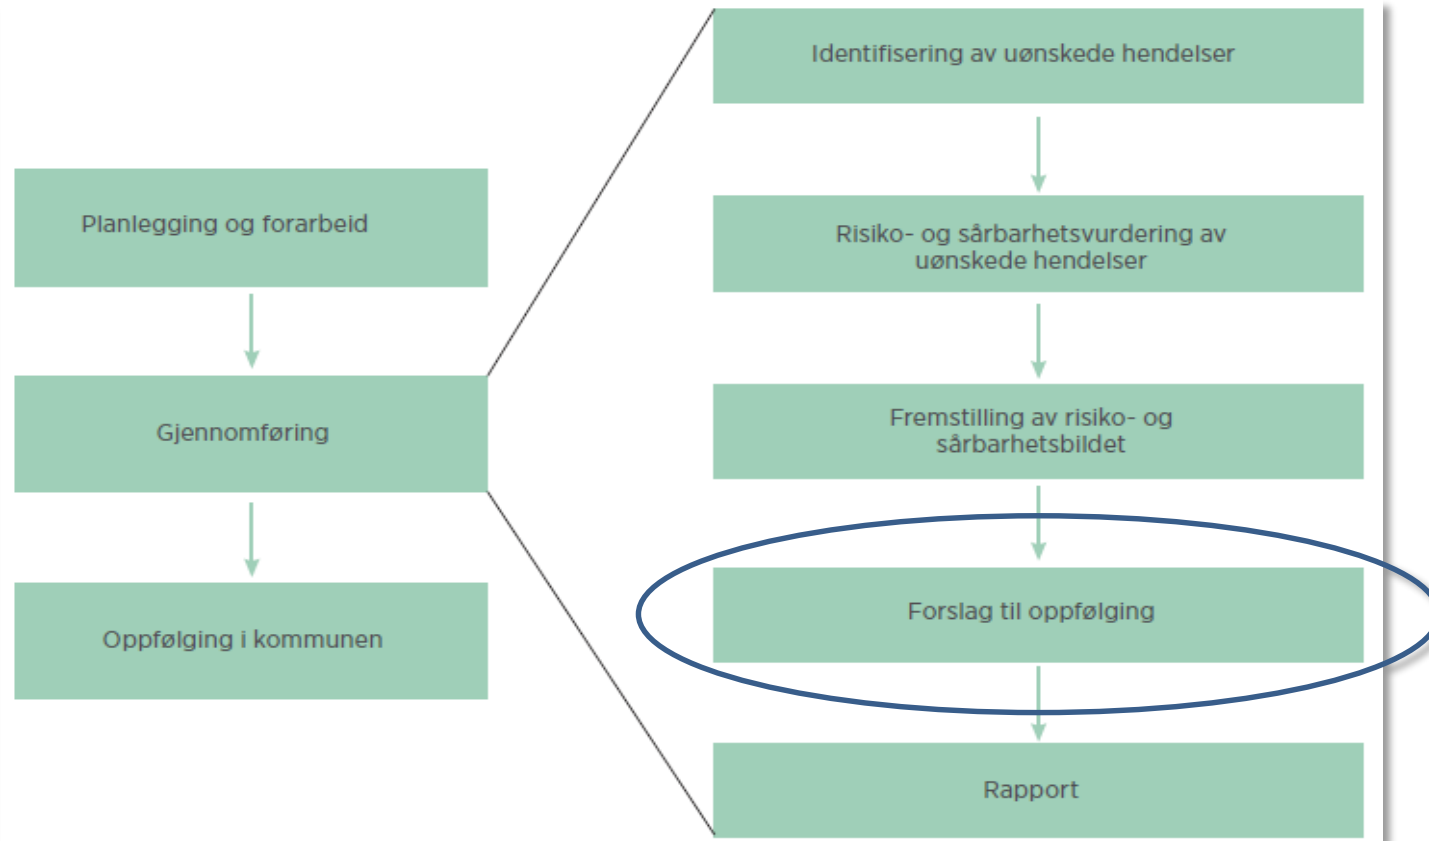 Planlegging og forarbeid
Gjennomføring
Oppfølging i kommunen
Identifisering av uønskede hendelser
Risiko- og sårbarhetsvurdering av
uønskede hendelser
Fremstilling av risiko- og
sårbarhetsbildet
Forslag til oppfølging
Rapport